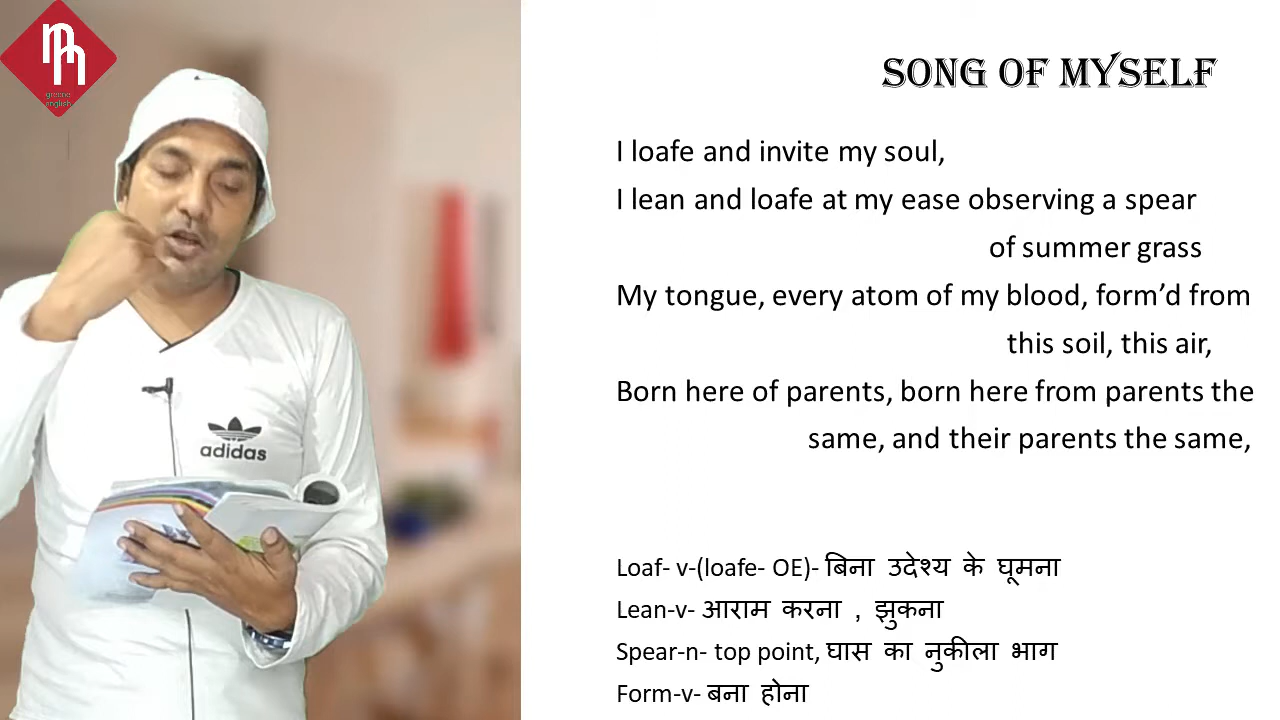 greene
english
SONG OF MYSELF
I loafe and invite my soul,
I lean and loafe at my ease observing a spear
of summer grass
My tongue, every atom of my blood, form’d from
this soil, this air,
Born here of parents, born here from parents the
same, and their parents the same,
adidas
Loaf- v-(loafe- OE)- बिना उदेश्य के घूमना
Lean-v- आराम करना , झुकना
Spear-n- top point, घास का नुकीला भाग
Form-v- बना होना